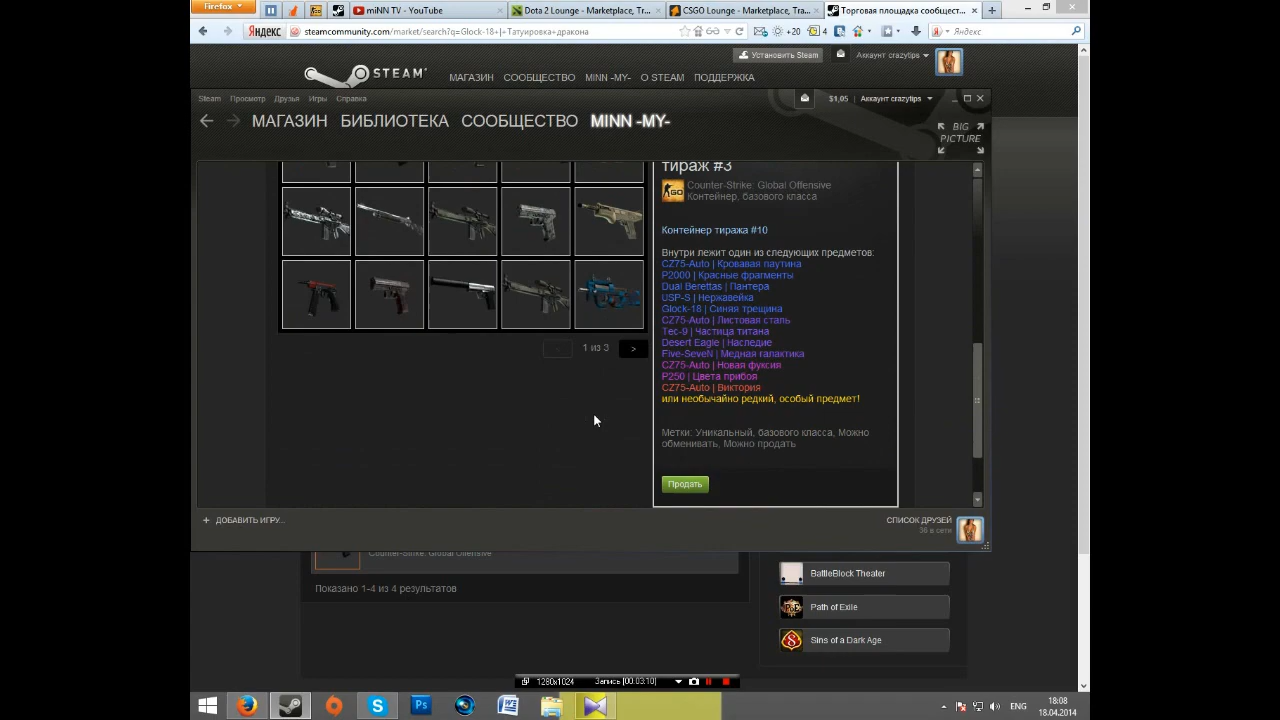 Firefox
miNN TV - YouTube
Dota 2 Lounge - Marketplace, Tra...
CSGO Lounge - Marketplace, Tra...
Торговая площадка сообщест...
Яндекс
steamcommunity.com/market/search?q=Glock-18+|+Татуировка+дракона
+20
4
Яндекс
Установить Steam
Аккаунт crazytips
STEAM
МАГАЗИН
СООБЩЕСТВО
MINN -MY-
О STEAM
ПОДДЕРЖКА
Steam
Просмотр
Друзья
Игры
Справка
$1,05
Аккаунт crazytips
МАГАЗИН
БИБЛИОТЕКА
СООБЩЕСТВО
MINN -MY-
BIG
PICTURE
тираж #3
Counter-Strike: Global Offensive
Контейнер, базового класса
Контейнер тиража #10
Внутри лежит один из следующих предметов:
CZ75-Auto | Кровавая паутина
P2000 | Красные фрагменты
Dual Berettas | Пантера
USP-S | Нержавейка
Glock-18 | Синяя трещина
CZ75-Auto | Листовая сталь
Tec-9 | Частица титана
Desert Eagle | Наследие
Five-SeveN | Медная галактика
CZ75-Auto | Новая фуксия
P250 | Цвета прибоя
CZ75-Auto | Виктория
или необычайно редкий, особый предмет!
1 из 3
>
Метки: Уникальный, базового класса, Можно
обменивать, Можно продать
Продать
+ ДОБАВИТЬ ИГРУ...
СПИСОК ДРУЗЕЙ
36 в сети
Counter-Strike: Global Offensive
Показано 1-4 из 4 результатов
BattleBlock Theater
Path of Exile
Sins of a Dark Age
1280x1024
Запись [00:03:10]
ENG
18:08
18.04.2014